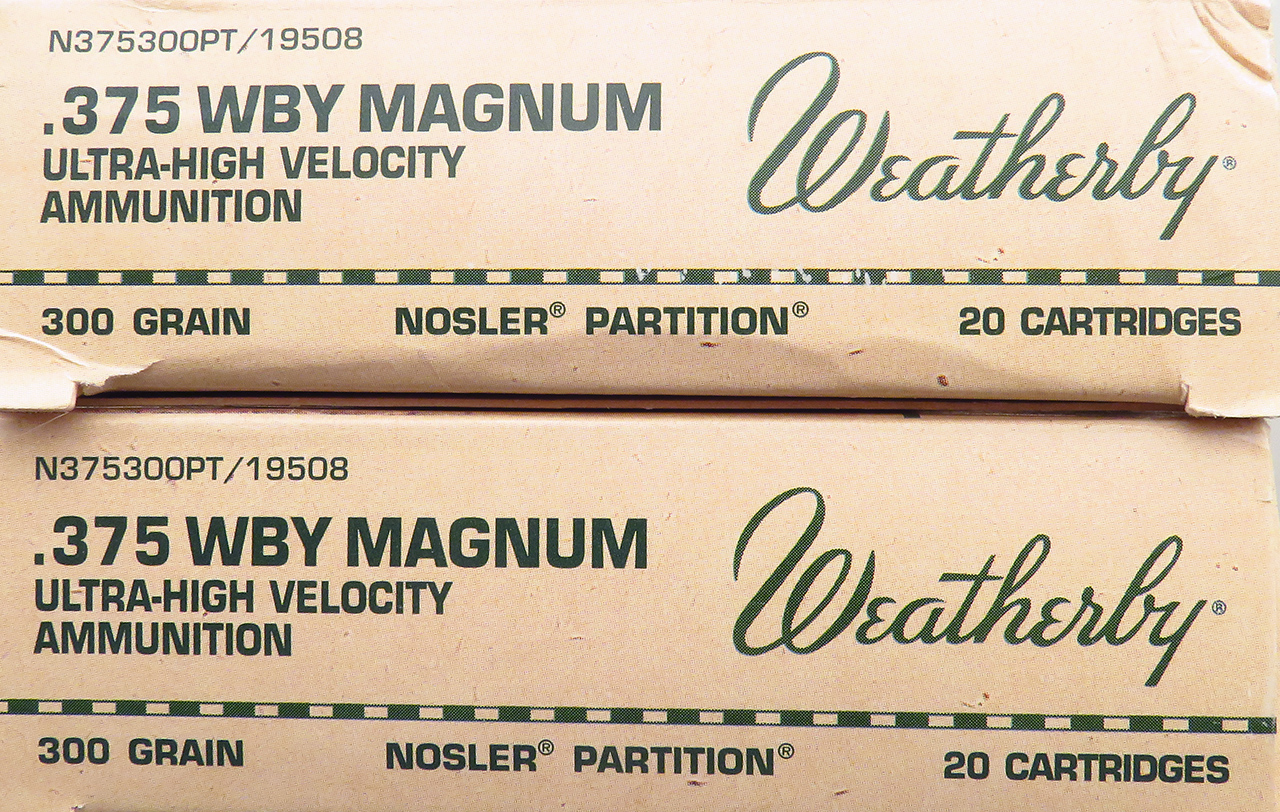 N375300PT/19508
.375 WBY MAGNUM
ULTRA-HIGH VELOCITY
AMMUNITION
Weatherby®
300 GRAIN NOSLER® PARTITION® 20 CARTRIDGES
N375300PT/19508
.375 WBY MAGNUM
ULTRA-HIGH VELOCITY
AMMUNITION
Weatherby®
300 GRAIN NOSLER® PARTITION® 20 CARTRIDGES